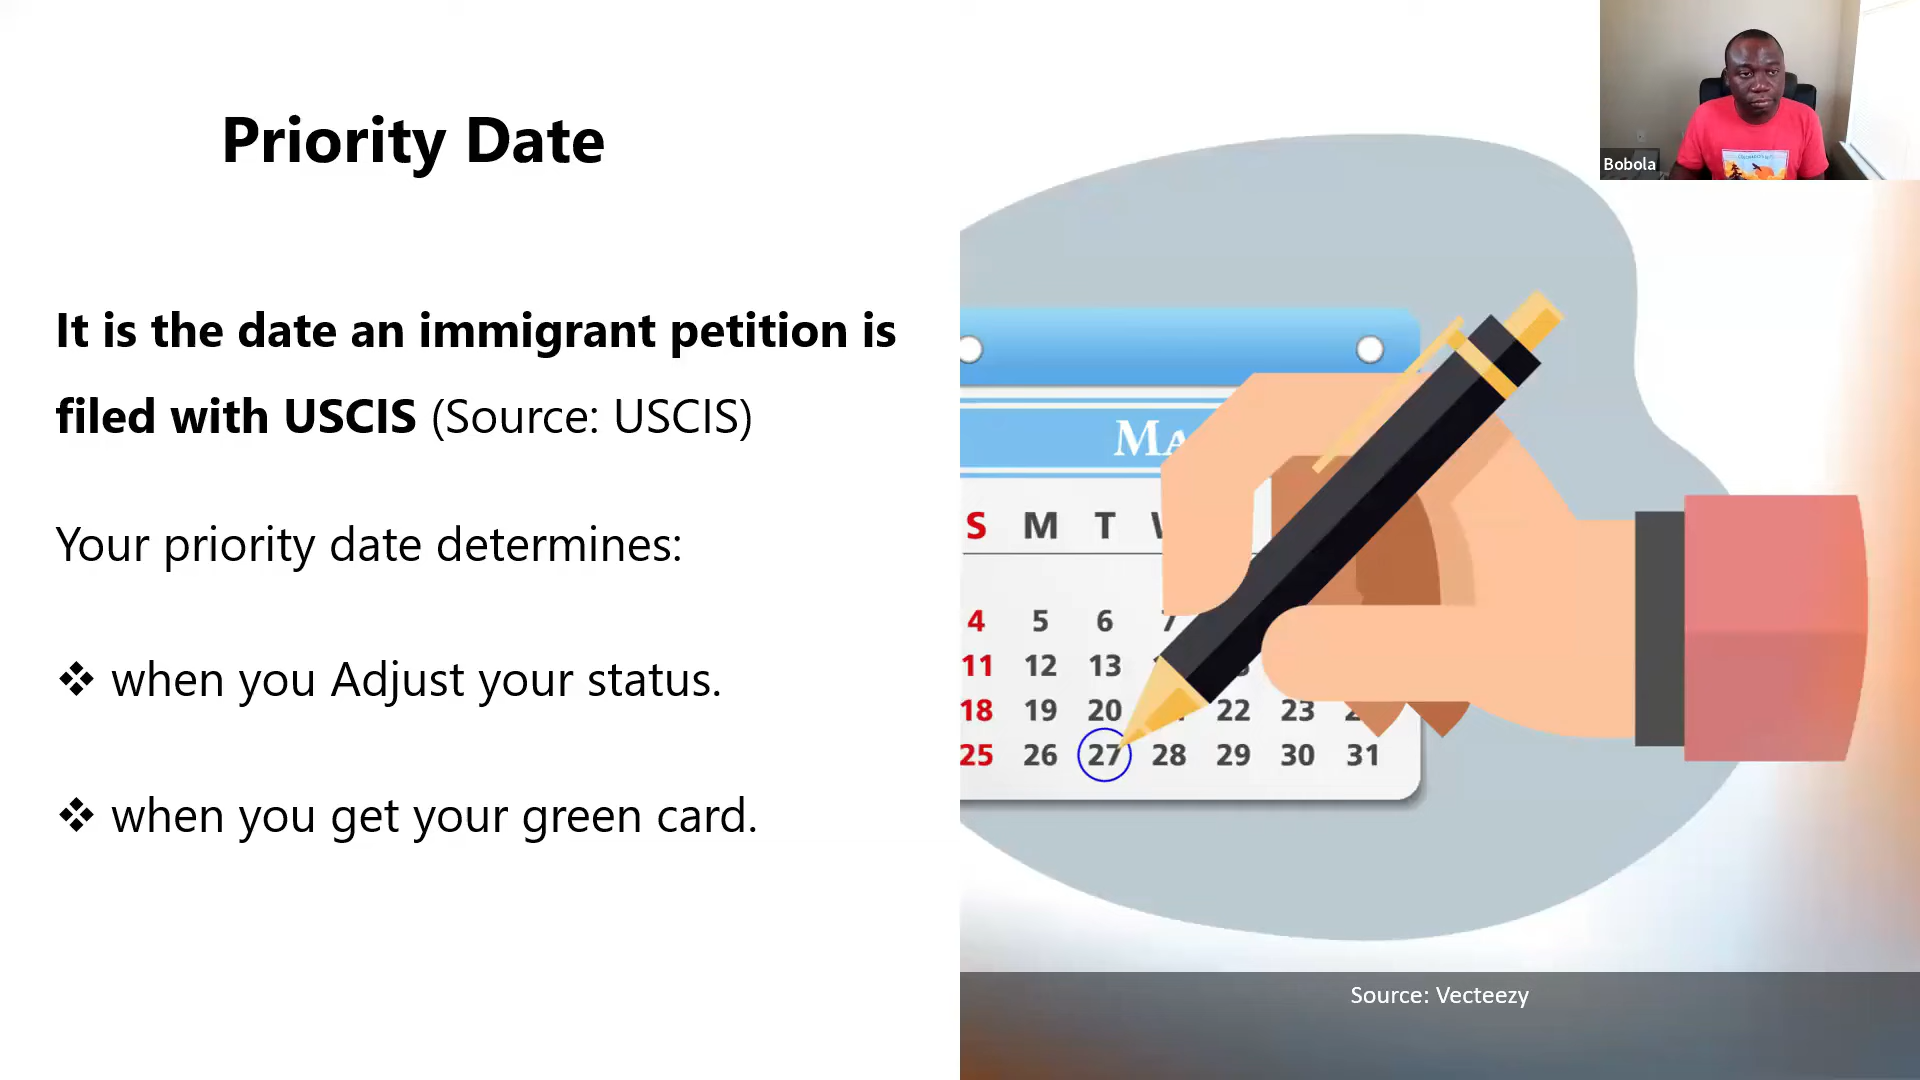 Priority Date
It is the date an immigrant petition is
filed with USCIS (Source: USCIS)
Your priority date determines:
❖ when you Adjust your status.
❖ when you get your green card.
Bobola
S M T
4 5 6 7
11 12 13
18 19 20 22 23
25 26 27 28 29 30 31
Source: Vecteezy